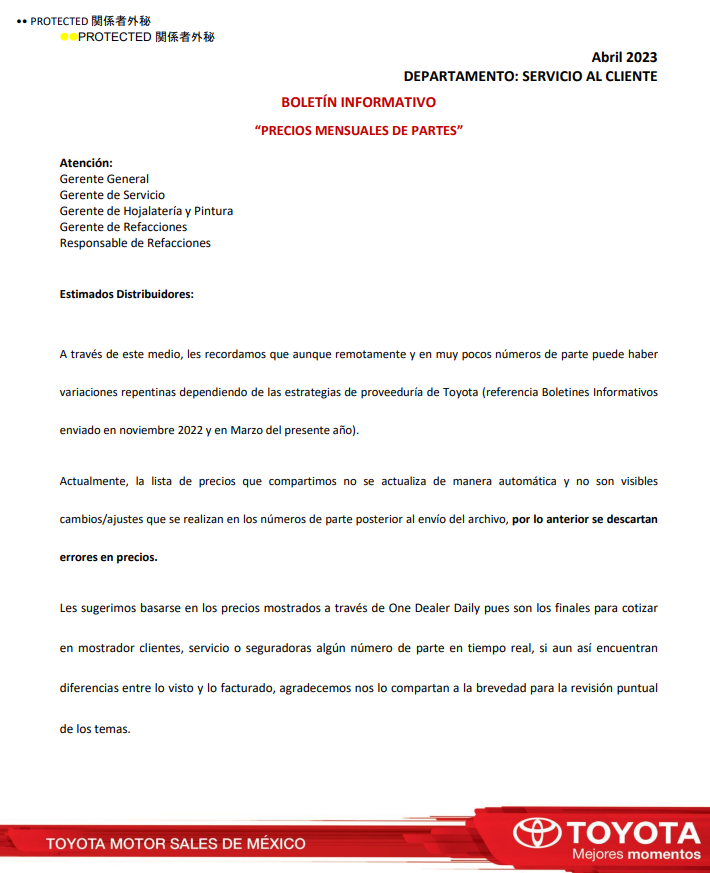 •• PROTECTED 関係者外秘
●●PROTECTED 関係者外秘
Abril 2023
DEPARTAMENTO: SERVICIO AL CLIENTE
BOLETÍN INFORMATIVO
“PRECIOS MENSUALES DE PARTES”
Atención:
Gerente General
Gerente de Servicio
Gerente de Hojalatería y Pintura
Gerente de Refacciones
Responsable de Refacciones
Estimados Distribuidores:
A través de este medio, les recordamos que aunque remotamente y en muy pocos números de parte puede haber
variaciones repentinas dependiendo de las estrategias de proveeduría de Toyota (referencia Boletines Informativos
enviado en noviembre 2022 y en Marzo del presente año).
Actualmente, la lista de precios que compartimos no se actualiza de manera automática y no son visibles
cambios/ajustes que se realizan en los números de parte posterior al envío del archivo, por lo anterior se descartan
errores en precios.
Les sugerimos basarse en los precios mostrados a través de One Dealer Daily pues son los finales para cotizar
en mostrador clientes, servicio o seguradoras algún número de parte en tiempo real, si aun así encuentran
diferencias entre lo visto y lo facturado, agradecemos nos lo compartan a la brevedad para la revisión puntual
de los temas.
TOYOTA MOTOR SALES DE MÉXICO
TOYOTA
Mejores momentos